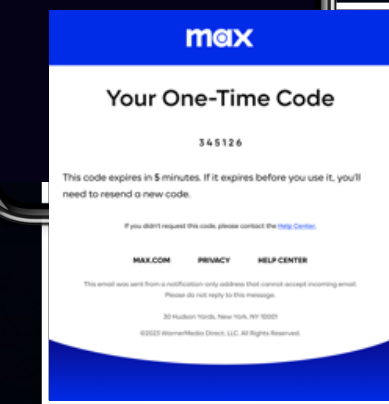 max
Your One-Time Code
345126
This code expires in 5 minutes. If it expires before you use it, you'll
need to resend a new code.
If you didn't request this code, please contact the Help Center.
MAX.COM PRIVACY HELP CENTER
This email was sent from a notification-only address that cannot accept incoming email.
Please do not reply to this message.
30 Hudson Yards, New York, NY 10001
©2023 WarnerMedia Direct, LLC. All Rights Reserved.